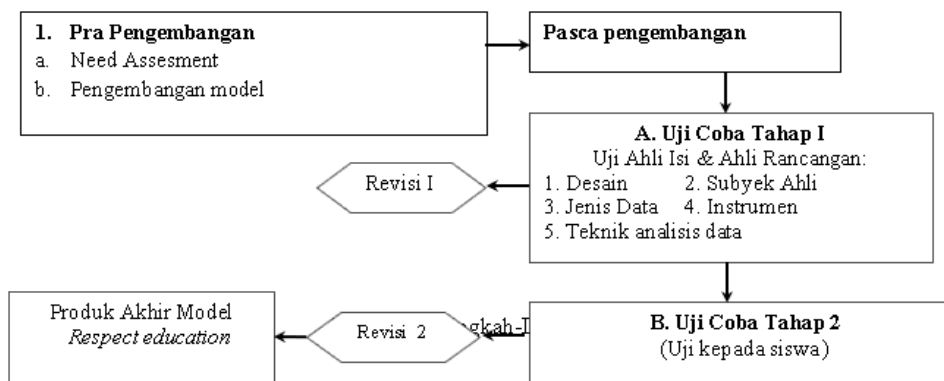 1. Pra Pengembangan
a. Need Assesment
b. Pengembangan model
Pasca pengembangan
A. Uji Coba Tahap I
Uji Ahli Isi & Ahli Rancangan:
1. Desain 2. Subyek Ahli
3. Jenis Data 4. Instrumen
5. Teknik analisis data
Revisi I
B. Uji Coba Tahap 2
(Uji kepada siswa)
Revisi 2
Produk Akhir Model
Respect education